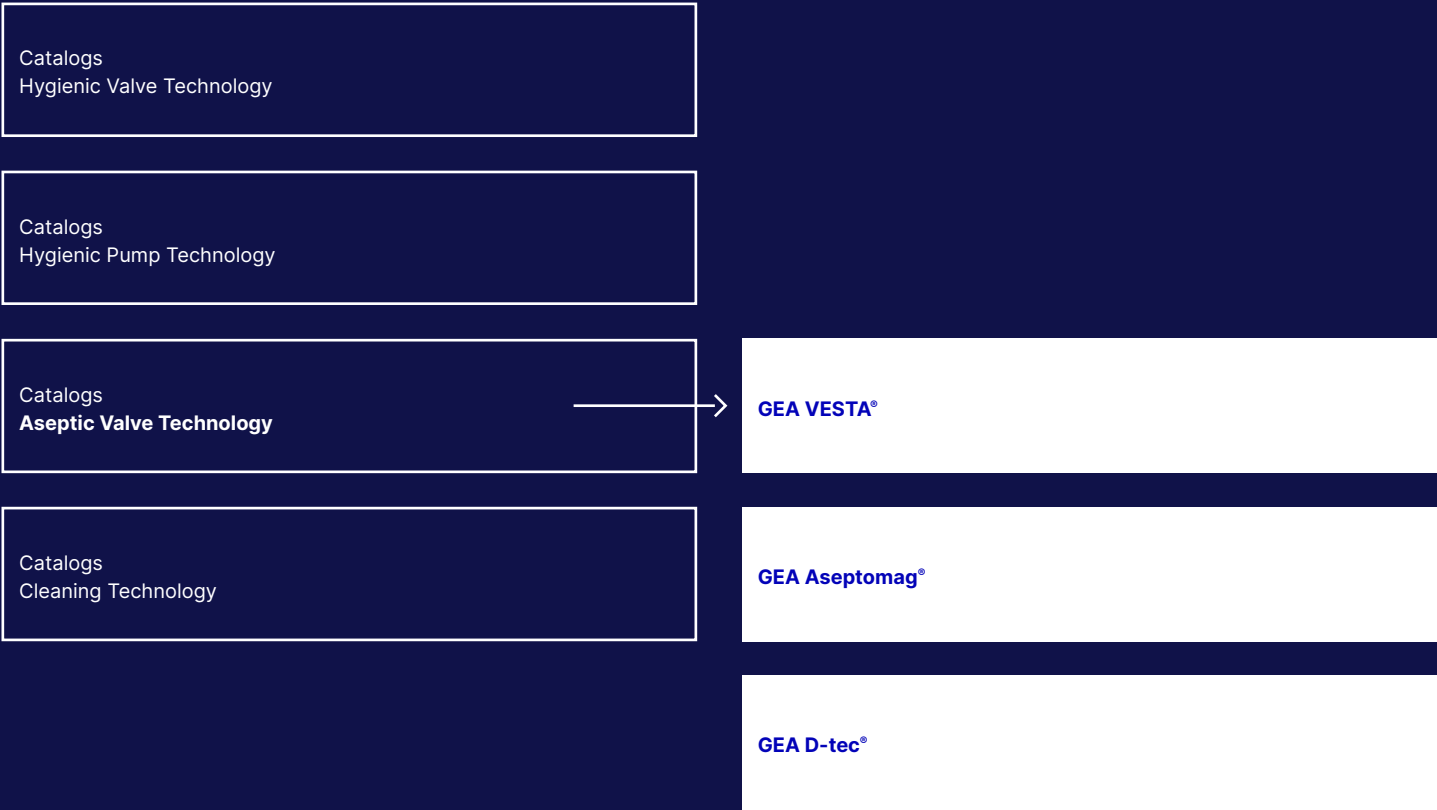 Catalogs
Hygienic Valve Technology
Catalogs
Hygienic Pump Technology
Catalogs
Aseptic Valve Technology
GEA VESTA®
Catalogs
Cleaning Technology
GEA Aseptomag®
GEA D-tec®